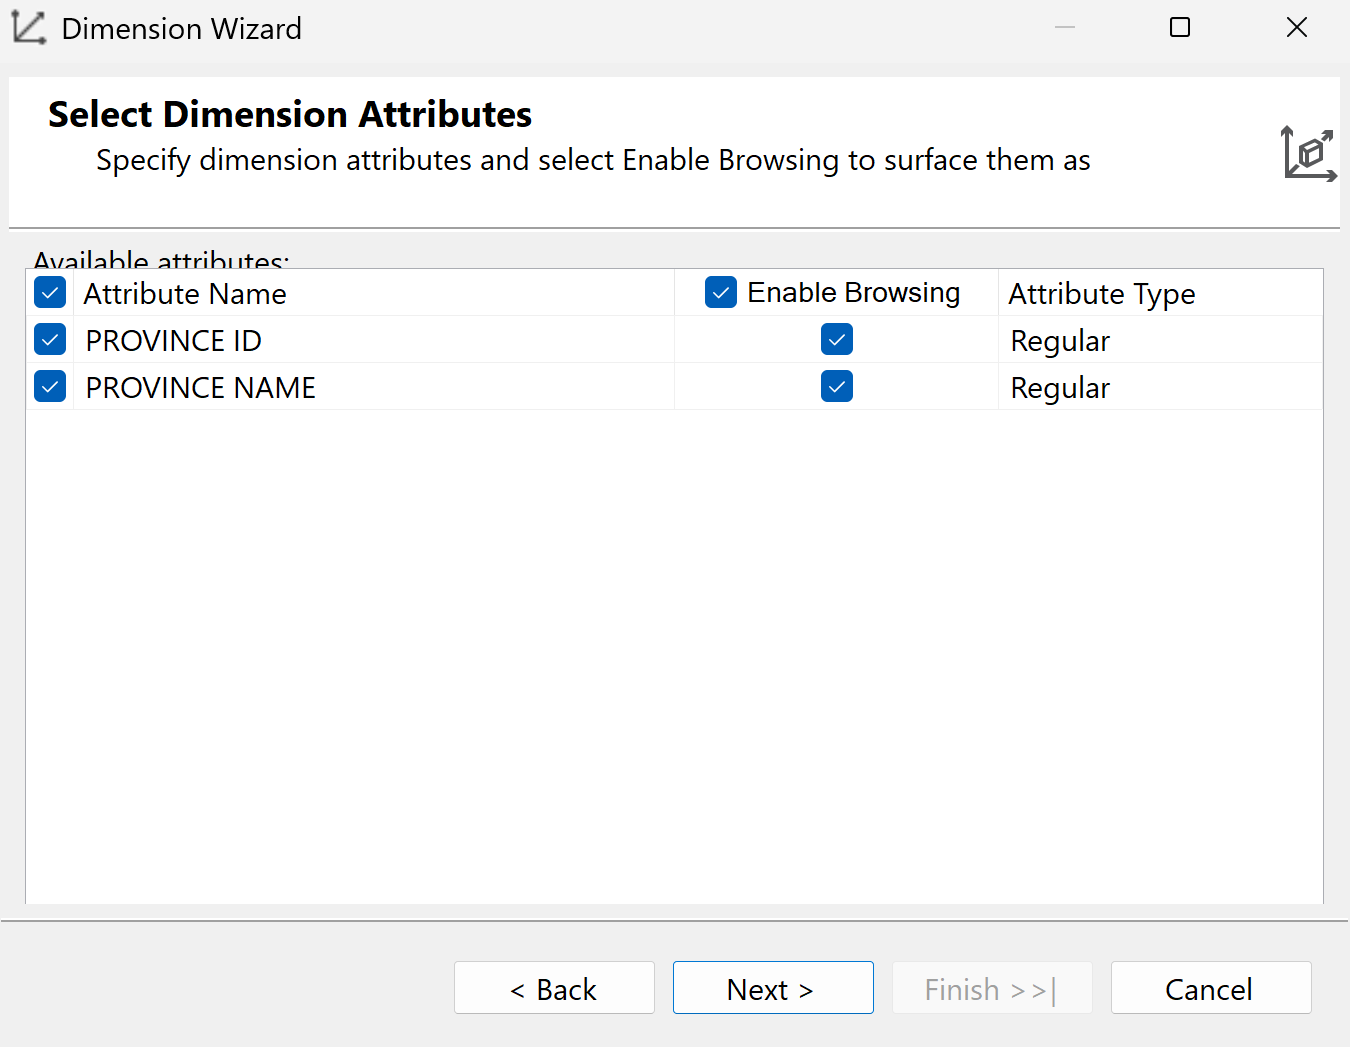 Dimension Wizard
Select Dimension Attributes
Specify dimension attributes and select Enable Browsing to surface them as
Available attributes:
Attribute Name Enable Browsing Attribute Type
PROVINCE ID Regular
PROVINCE NAME Regular
< Back Next > Finish >>| Cancel